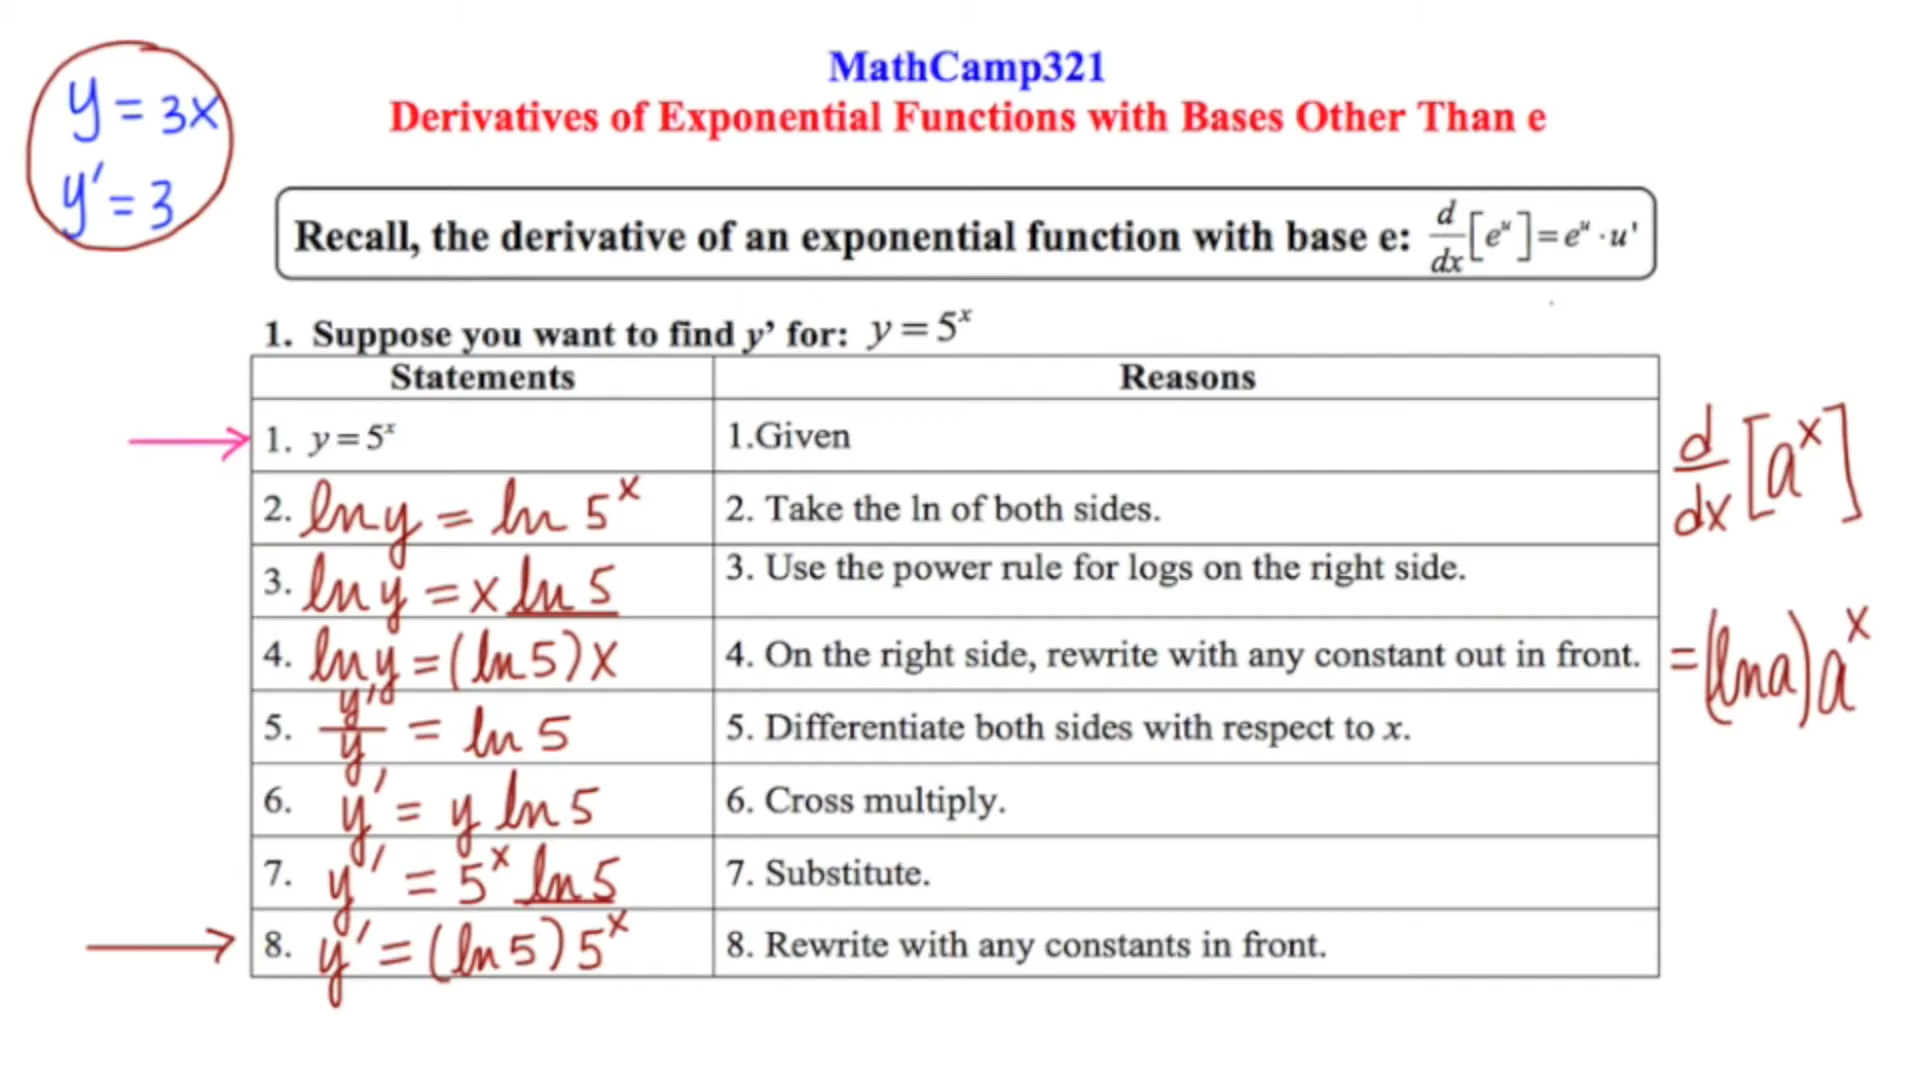 y = 3x
y' = 3
MathCamp321
Derivatives of Exponential Functions with Bases Other Than e
Recall, the derivative of an exponential function with base e: d/dx [e^u] = e^u · u'
1. Suppose you want to find y' for: y = 5^x
Statements Reasons
1. y = 5^x 1.Given
2. ln y = ln 5^x 2. Take the ln of both sides.
3. ln y = x ln 5 3. Use the power rule for logs on the right side.
4. ln y = (ln 5) x 4. On the right side, rewrite with any constant out in front.
5. y'/y = ln 5 5. Differentiate both sides with respect to x.
6. y' = y ln 5 6. Cross multiply.
7. y' = 5^x ln 5 7. Substitute.
8. y' = (ln 5) 5^x 8. Rewrite with any constants in front.
d/dx [a^x]
= (ln a) a^x